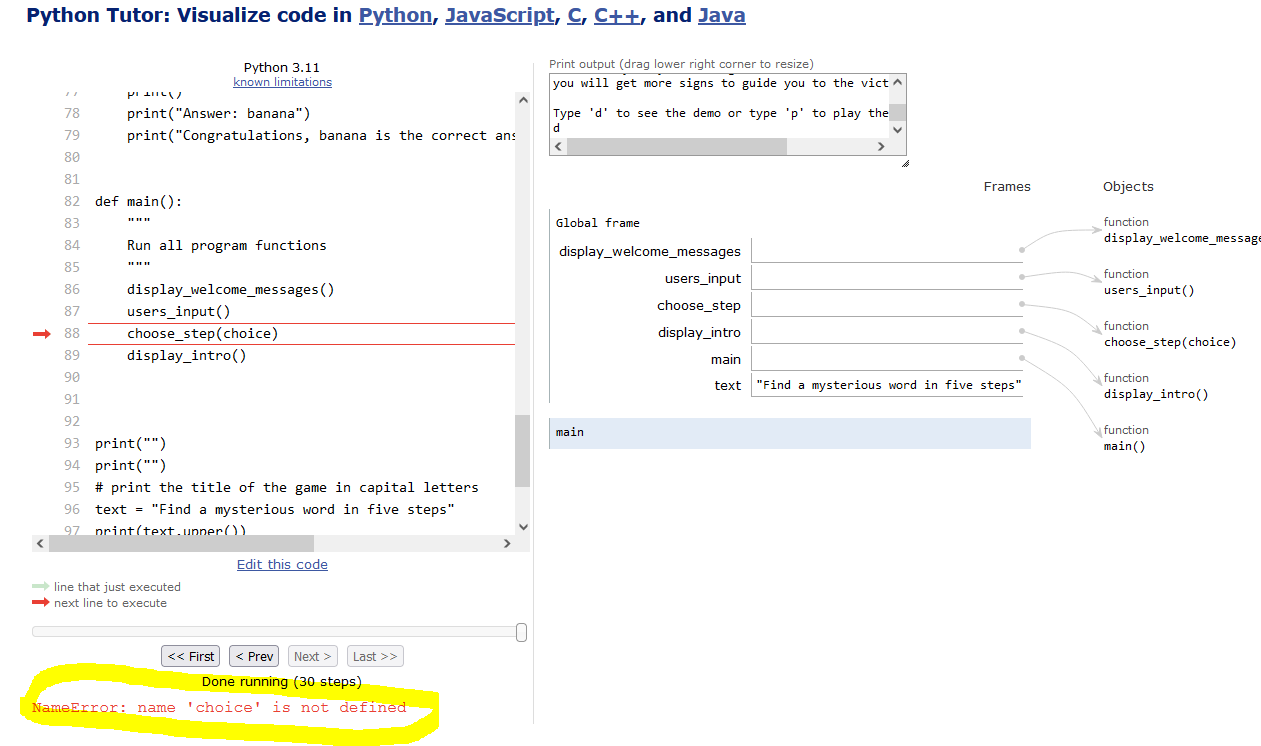 Python Tutor: Visualize code in Python, JavaScript, C, C++, and Java
Python 3.11
known limitations
77 print()
78 print("Answer: banana")
79 print("Congratulations, banana is the correct ans
80
81
82 def main():
83 """
84 Run all program functions
85 """
86 display_welcome_messages()
87 users_input()
88 choose_step(choice)
89 display_intro()
90
91
92
93 print("")
94 print("")
95 # print the title of the game in capital letters
96 text = "Find a mysterious word in five steps"
97 print(text.upper())
Edit this code
line that just executed
next line to execute
<< First < Prev Next > Last >>
Done running (30 steps)
NameError: name 'choice' is not defined
Print output (drag lower right corner to resize)
you will get more signs to guide you to the vict
Type 'd' to see the demo or type 'p' to play the
d
Frames Objects
Global frame
display_welcome_messages
users_input
choose_step
display_intro
main
text "Find a mysterious word in five steps"
main
function
display_welcome_message
function
users_input()
function
choose_step(choice)
function
display_intro()
function
main()